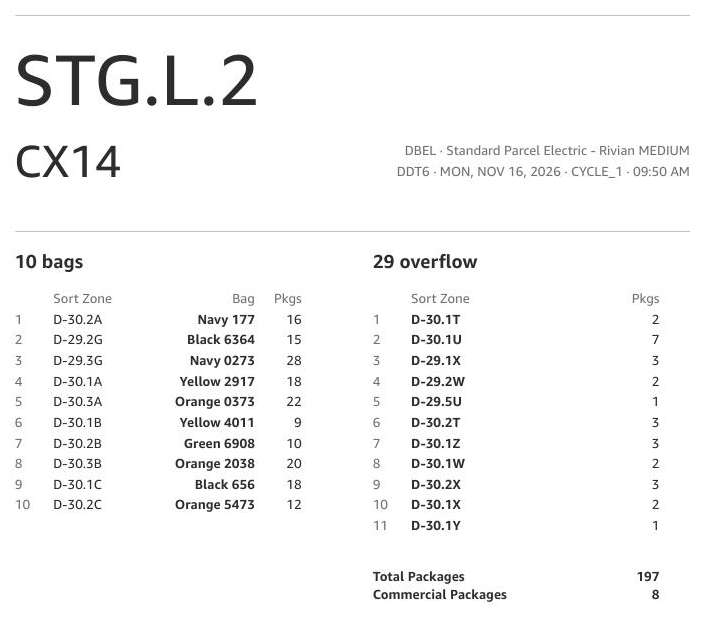 STG.L.2
CX14
DBEL · Standard Parcel Electric - Rivian MEDIUM
DDT6 · MON, NOV 16, 2026 · CYCLE_1 · 09:50 AM
10 bags
Sort Zone Bag Pkgs
1 D-30.2A Navy 177 16
2 D-29.2G Black 6364 15
3 D-29.3G Navy 0273 28
4 D-30.1A Yellow 2917 18
5 D-30.3A Orange 0373 22
6 D-30.1B Yellow 4011 9
7 D-30.2B Green 6908 10
8 D-30.3B Orange 2038 20
9 D-30.1C Black 656 18
10 D-30.2C Orange 5473 12
29 overflow
Sort Zone Pkgs
1 D-30.1T 2
2 D-30.1U 7
3 D-29.1X 3
4 D-29.2W 2
5 D-29.5U 1
6 D-30.2T 3
7 D-30.1Z 3
8 D-30.1W 2
9 D-30.2X 3
10 D-30.1X 2
11 D-30.1Y 1
Total Packages 197
Commercial Packages 8